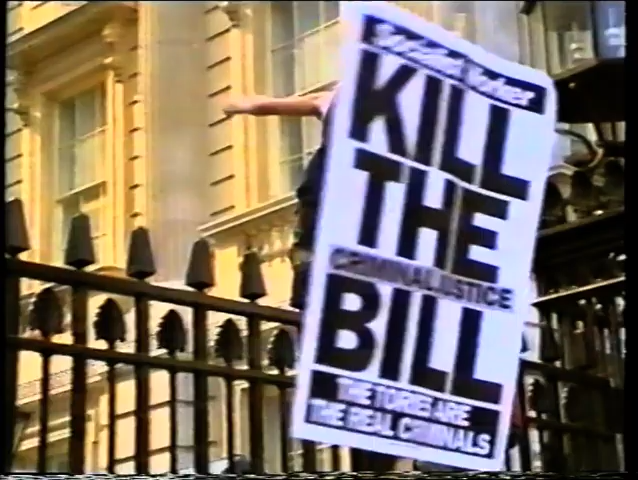 Socialist Worker
KILL
THE
CRIMINAL JUSTICE
BILL
THE TORIES ARE
THE REAL CRIMINALS